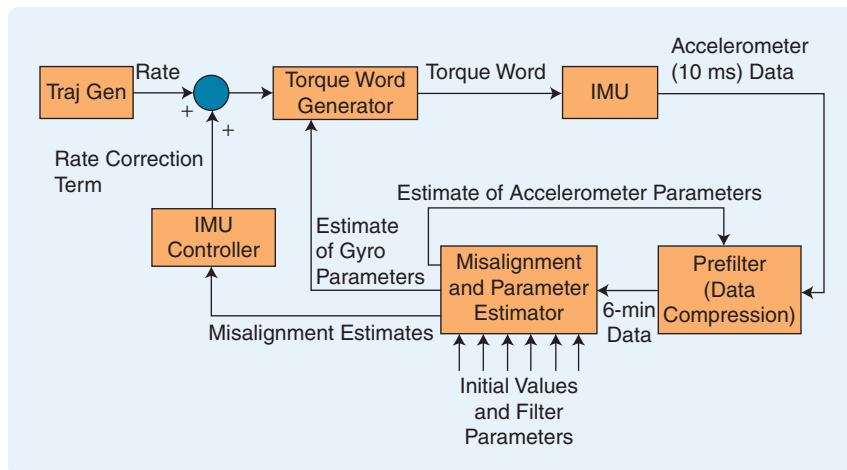 Traj Gen
Rate
+
+
Torque Word
Generator
Torque Word
IMU
Accelerometer
(10 ms) Data
Rate Correction
Term
IMU
Controller
Estimate of Accelerometer Parameters
Estimate
of Gyro
Parameters
Misalignment
and Parameter
Estimator
6-min
Data
Prefilter
(Data
Compression)
Misalignment Estimates
Initial Values
and Filter
Parameters